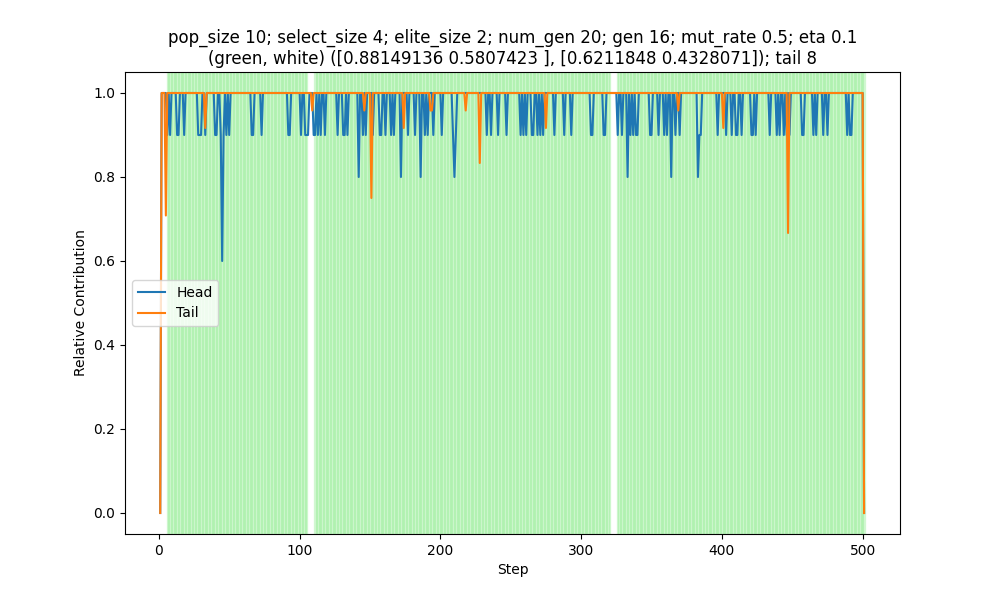 pop_size 10; select_size 4; elite_size 2; num_gen 20; gen 16; mut_rate 0.5; eta 0.1
(green, white) ([0.88149136 0.5807423 ], [0.6211848 0.4328071]); tail 8
1.0
0.8
0.6
0.4
0.2
0.0
Relative Contribution
Head
Tail
0
100
200
300
400
500
Step